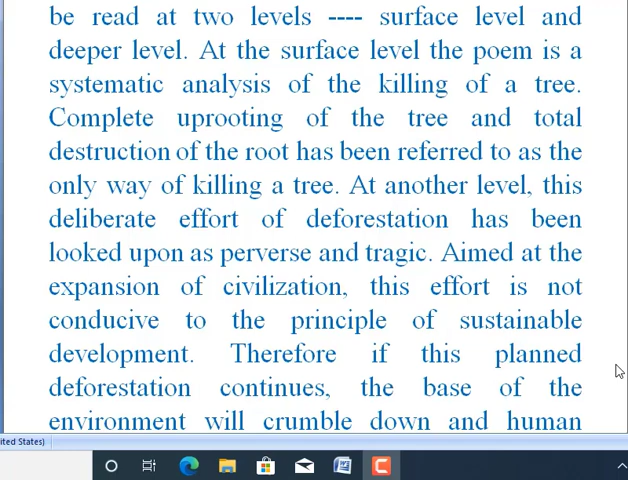 be read at two levels ---- surface level and
deeper level. At the surface level the poem is a
systematic analysis of the killing of a tree.
Complete uprooting of the tree and total
destruction of the root has been referred to as the
only way of killing a tree. At another level, this
deliberate effort of deforestation has been
looked upon as perverse and tragic. Aimed at the
expansion of civilization, this effort is not
conducive to the principle of sustainable
development. Therefore if this planned
deforestation continues, the base of the
environment will crumble down and human
ited States)